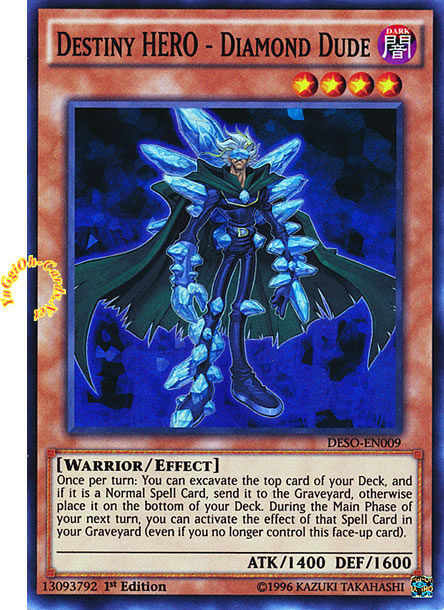 DESTINY HERO - DIAMOND DUDE
DARK
闇
YuGeiOh-Cards.Net
DESO-EN009
[WARRIOR/EFFECT]
Once per turn: You can excavate the top card of your Deck, and
if it is a Normal Spell Card, send it to the Graveyard, otherwise
place it on the bottom of your Deck. During the Main Phase of
your next turn, you can activate the effect of that Spell Card in
your Graveyard (even if you no longer control this face-up card).
ATK/1400 DEF/1600
13093792 1st Edition ©1996 KAZUKI TAKAHASHI